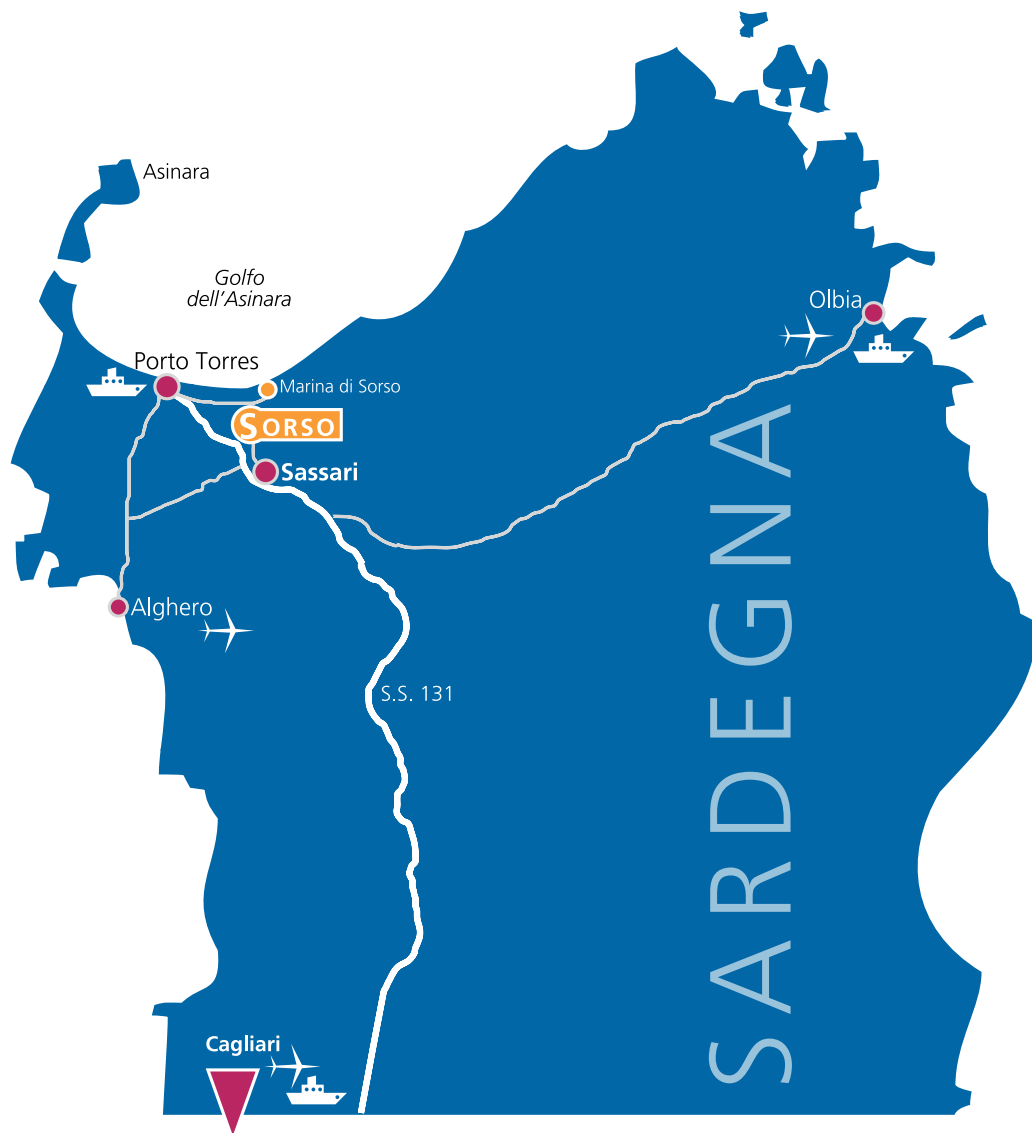 Asinara
Golfo
dell'Asinara
Olbia
Porto Torres
Marina di Sorso
SORSO
Sassari
Alghero
S.S. 131
SARDEGNA
Cagliari